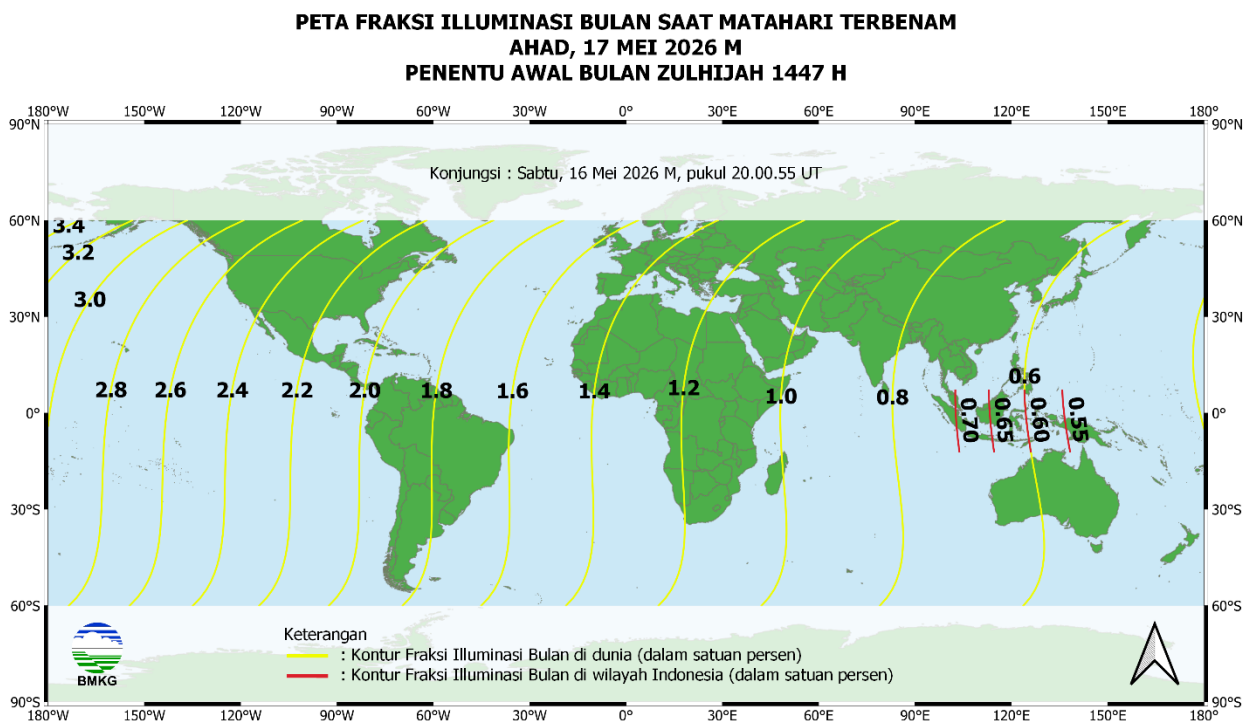 PETA FRAKSI ILLUMINASI BULAN SAAT MATAHARI TERBENAM
AHAD, 17 MEI 2026 M
PENENTU AWAL BULAN ZULHIJAH 1447 H
180°W 150°W 120°W 90°W 60°W 30°W 0° 30°E 60°E 90°E 120°E 150°E 180°
90°N 90°N
Konjungsi : Sabtu, 16 Mei 2026 M, pukul 20.00.55 UT
60°N 60°N
3.4
3.2
3.0
30°N 30°N
2.8 2.6 2.4 2.2 2.0 1.8 1.6 1.4 1.2 1.0 0.8 0.6
0° 0.70 0.65 0.60 0.55 0°
30°S 30°S
60°S 60°S
Keterangan
: Kontur Fraksi Illuminasi Bulan di dunia (dalam satuan persen)
: Kontur Fraksi Illuminasi Bulan di wilayah Indonesia (dalam satuan persen)
BMKG
90°S 90°S
180°W 150°W 120°W 90°W 60°W 30°W 0° 30°E 60°E 90°E 120°E 150°E 180°